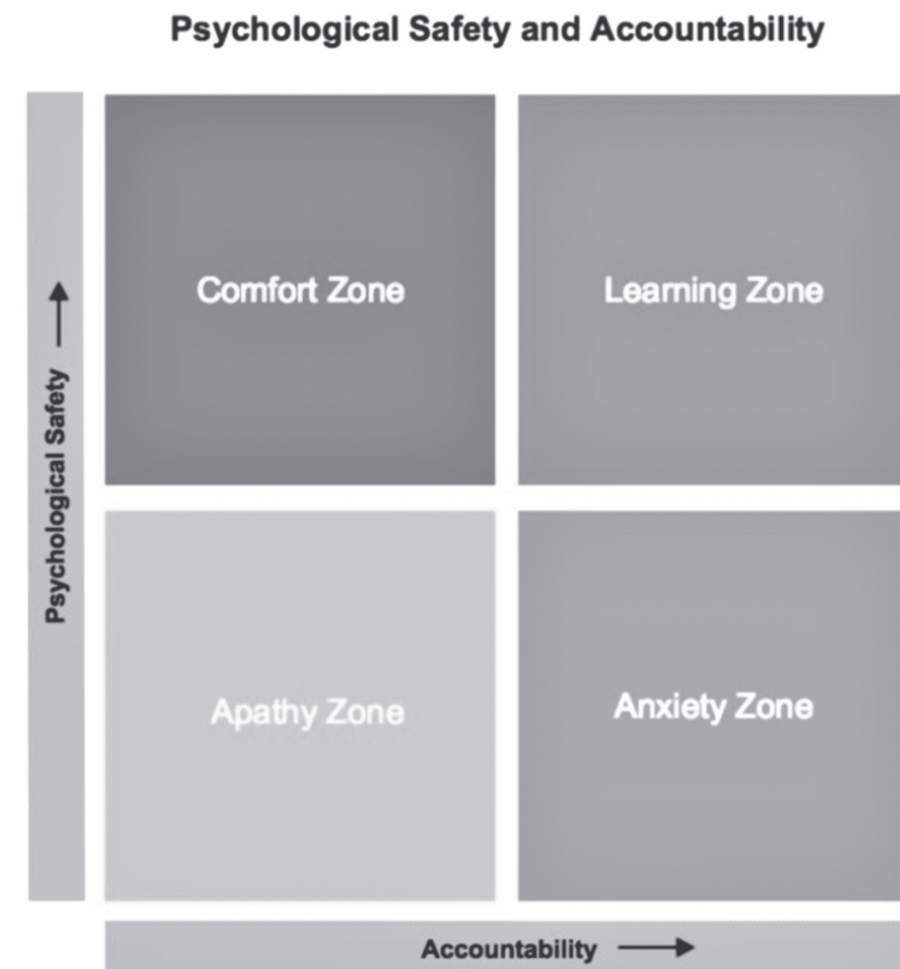 Psychological Safety and Accountability
Comfort Zone
Learning Zone
Psychological Safety
Apathy Zone
Anxiety Zone
Accountability